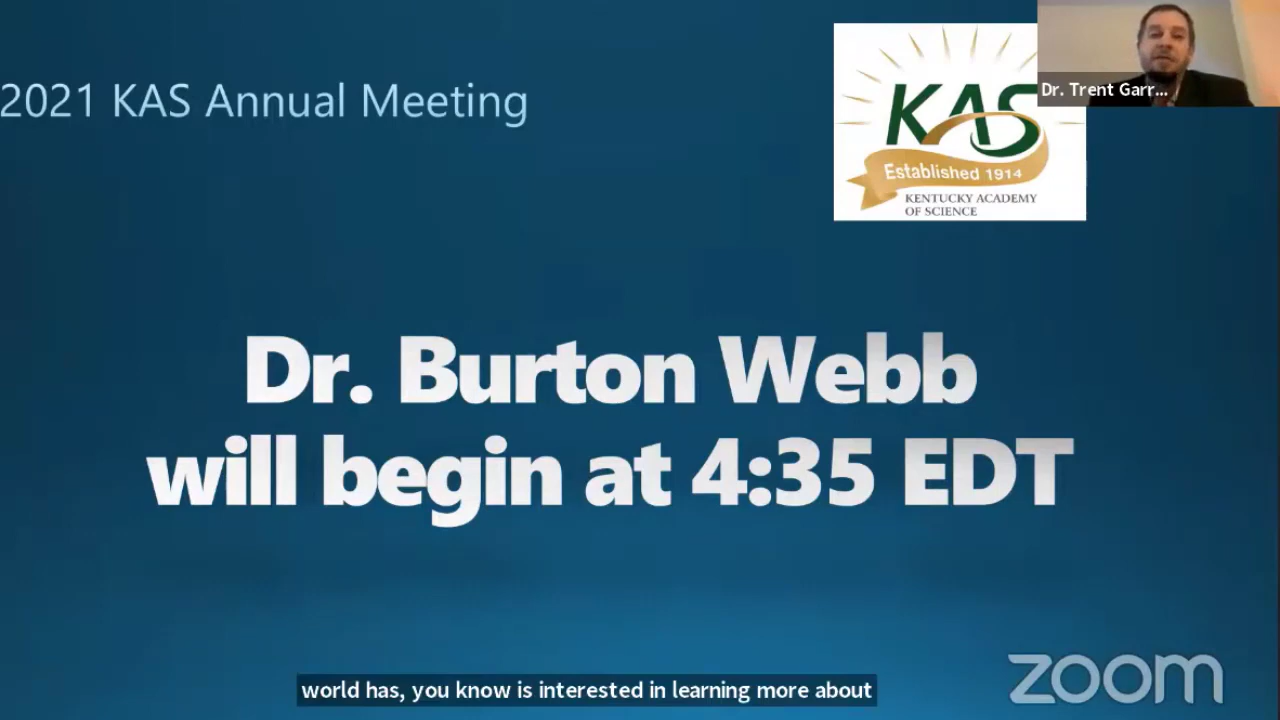 2021 KAS Annual Meeting
KAS
Established 1914
KENTUCKY ACADEMY
OF SCIENCE
Dr. Trent Garr...
Dr. Burton Webb
will begin at 4:35 EDT
world has, you know is interested in learning more about
zoom